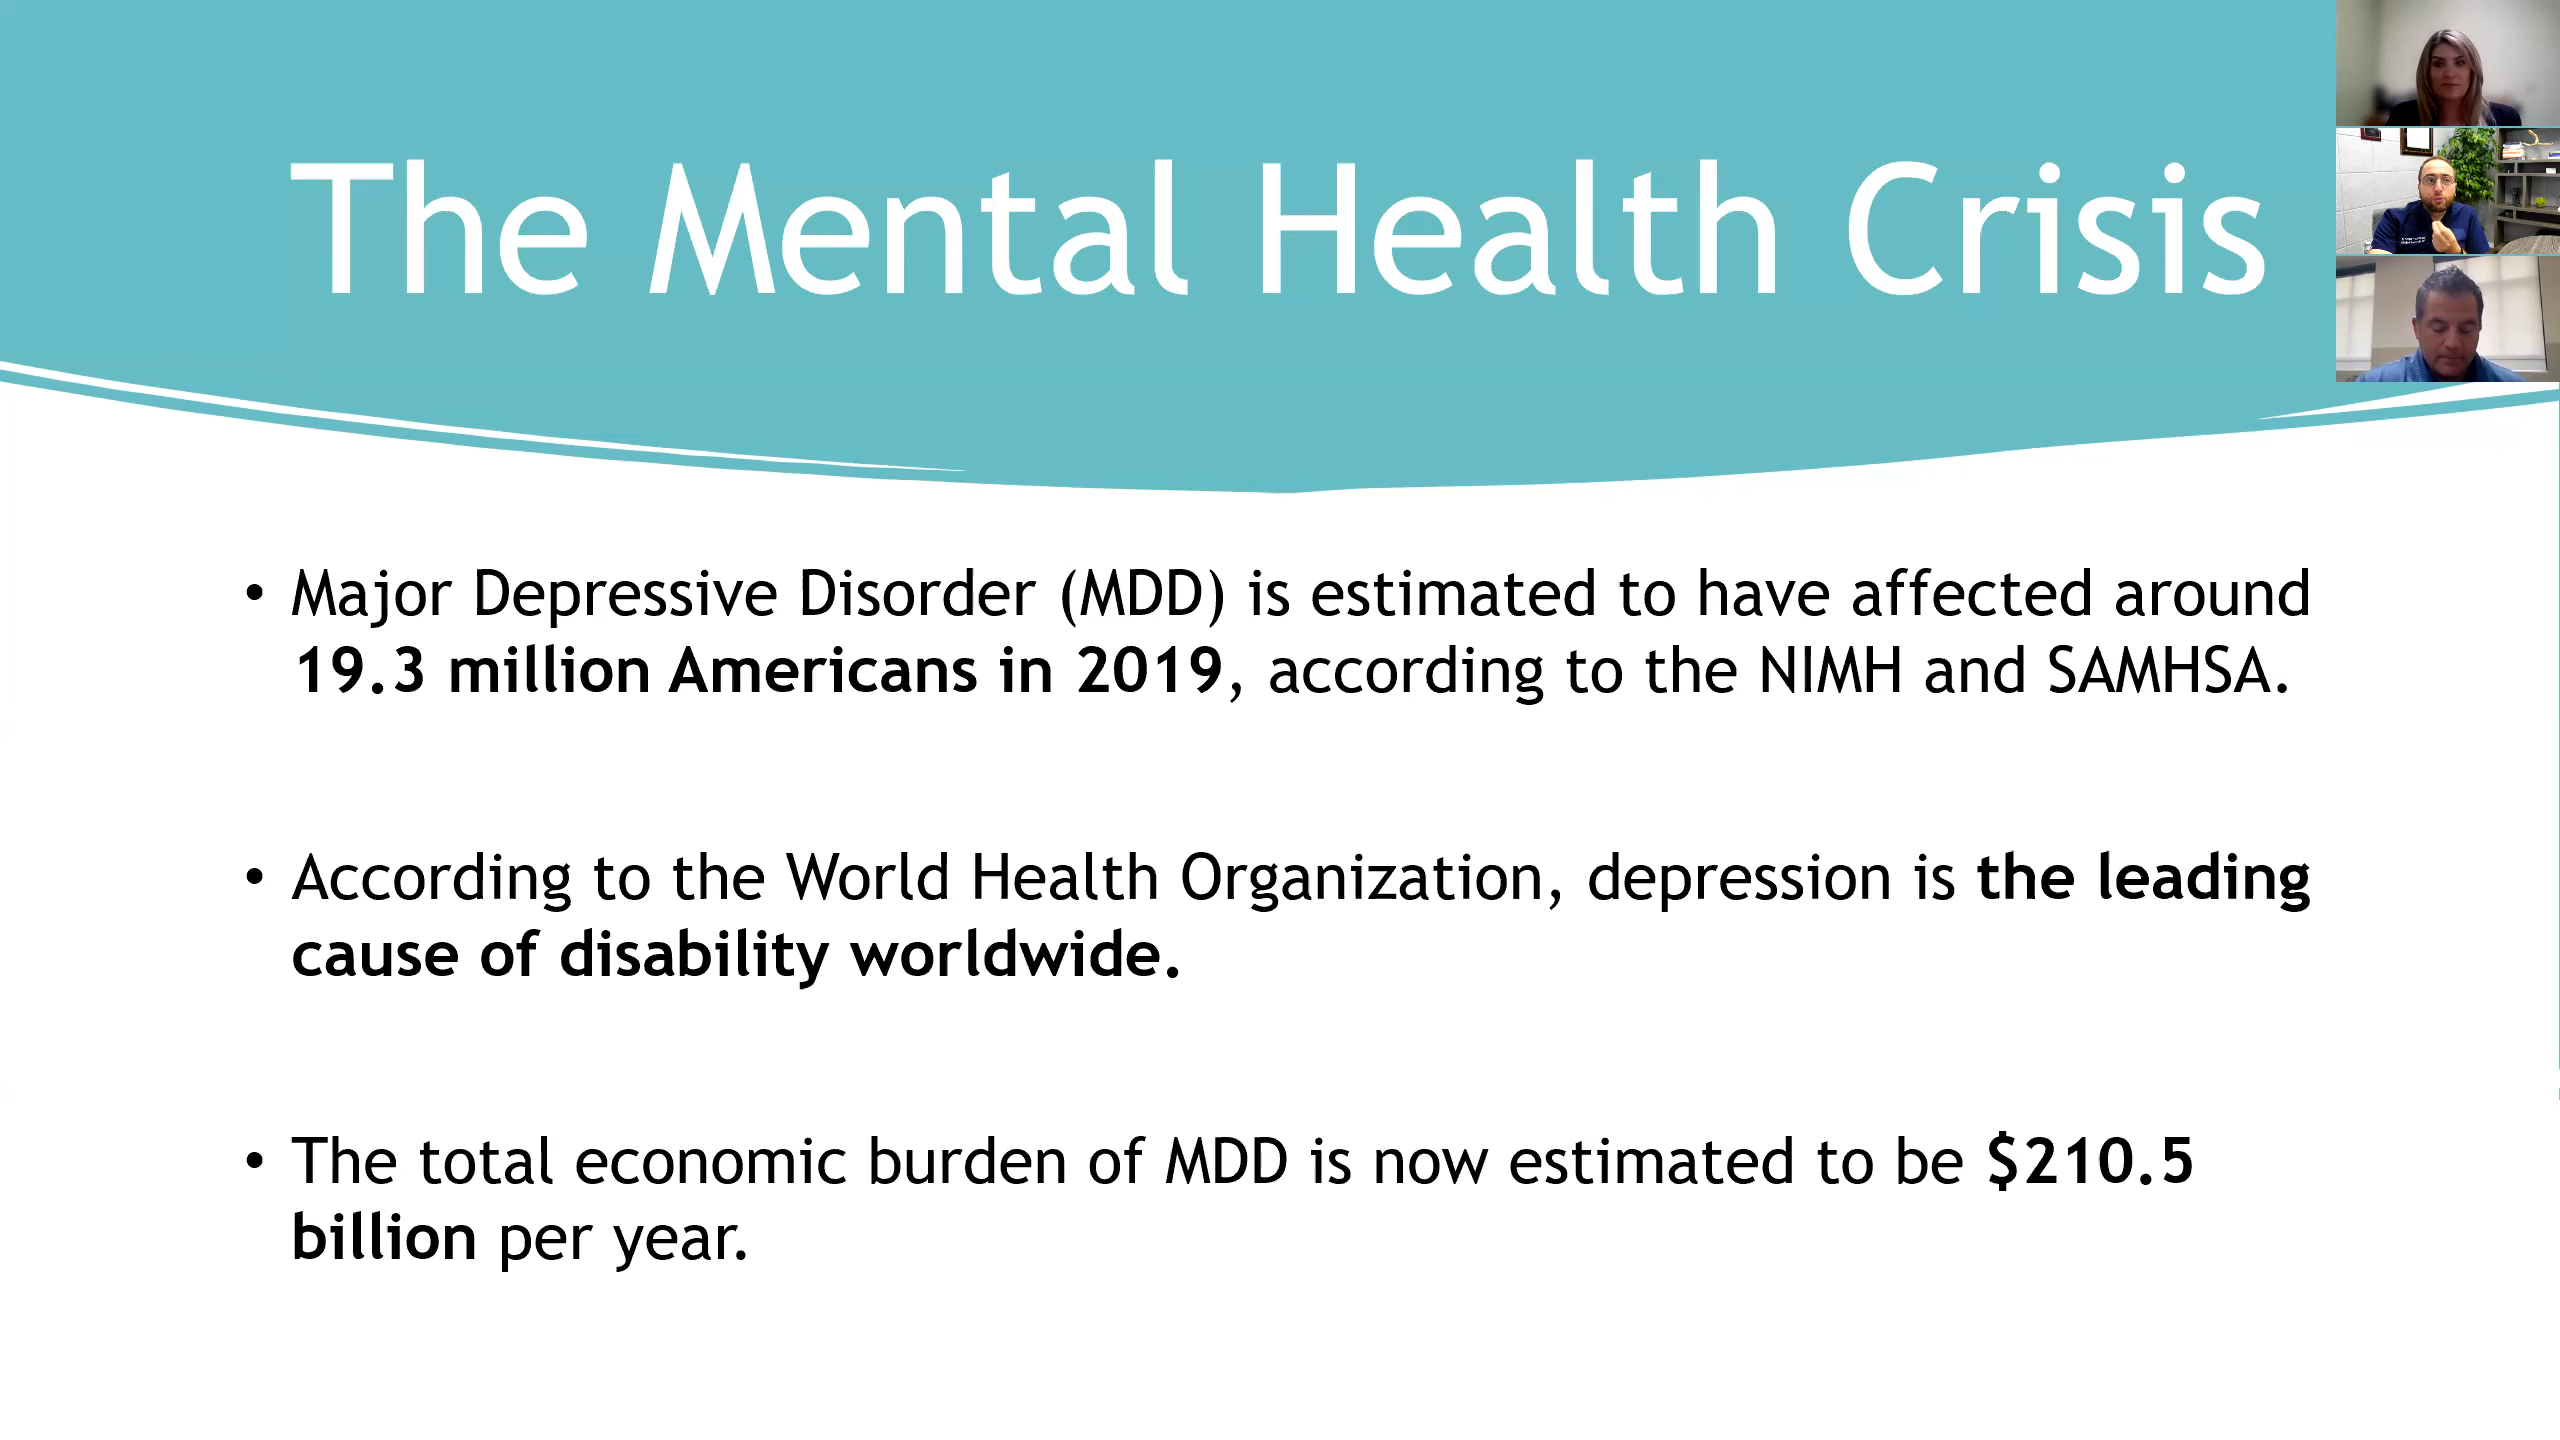 The Mental Health Crisis
• Major Depressive Disorder (MDD) is estimated to have affected around
19.3 million Americans in 2019, according to the NIMH and SAMHSA.
• According to the World Health Organization, depression is the leading
cause of disability worldwide.
• The total economic burden of MDD is now estimated to be $210.5
billion per year.